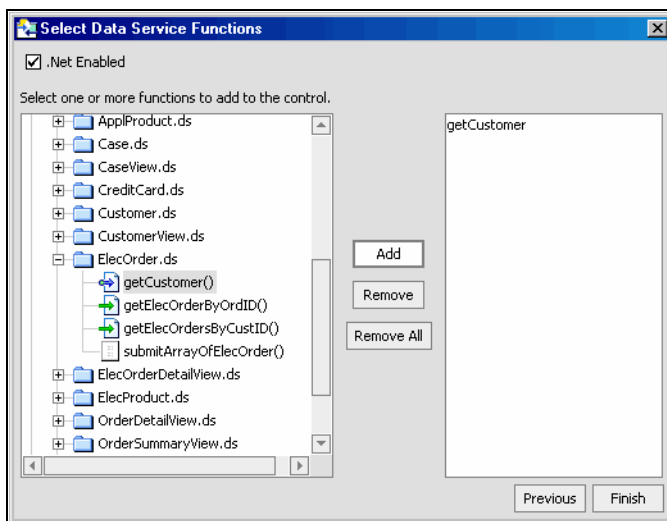 Select Data Service Functions
.Net Enabled
Select one or more functions to add to the control.
ApplProduct.ds
Case.ds
CaseView.ds
CreditCard.ds
Customer.ds
CustomerView.ds
ElecOrder.ds
getCustomer()
getElecOrderByOrdID()
getElecOrdersByCustID()
submitArrayOfElecOrder()
ElecOrderDetailView.ds
ElecProduct.ds
OrderDetailView.ds
OrderSummaryView.ds
Add
Remove
Remove All
getCustomer
Previous
Finish